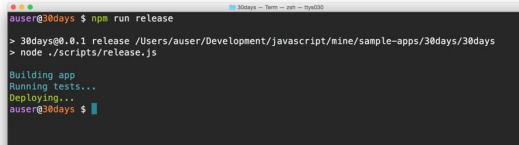 30days — Term — zsh — ttys030
auser@30days $ npm run release
> 30days@0.0.1 release /Users/auser/Development/javascript/mine/sample-apps/30days/30days
> node ./scripts/release.js
Building app
Running tests...
Deploying...
auser@30days $